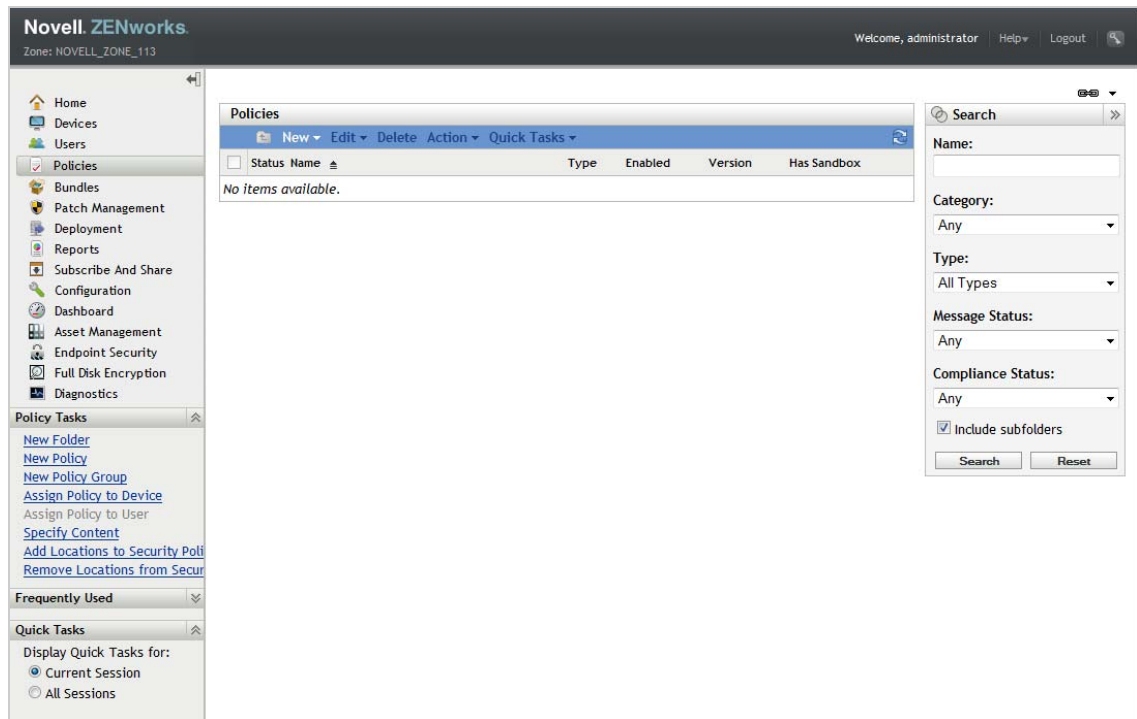 Novell. ZENworks.
Zone: NOVELL_ZONE_113
Welcome, administrator Help Logout
Home
Devices
Users
Policies
Bundles
Patch Management
Deployment
Reports
Subscribe And Share
Configuration
Dashboard
Asset Management
Endpoint Security
Full Disk Encryption
Diagnostics
Policy Tasks
New Folder
New Policy
New Policy Group
Assign Policy to Device
Assign Policy to User
Specify Content
Add Locations to Security Poli
Remove Locations from Secur
Frequently Used
Quick Tasks
Display Quick Tasks for:
Current Session
All Sessions
Policies
New Edit Delete Action Quick Tasks
Status Name Type Enabled Version Has Sandbox
No items available.
Search
Name:
Category:
Any
Type:
All Types
Message Status:
Any
Compliance Status:
Any
Include subfolders
Search Reset